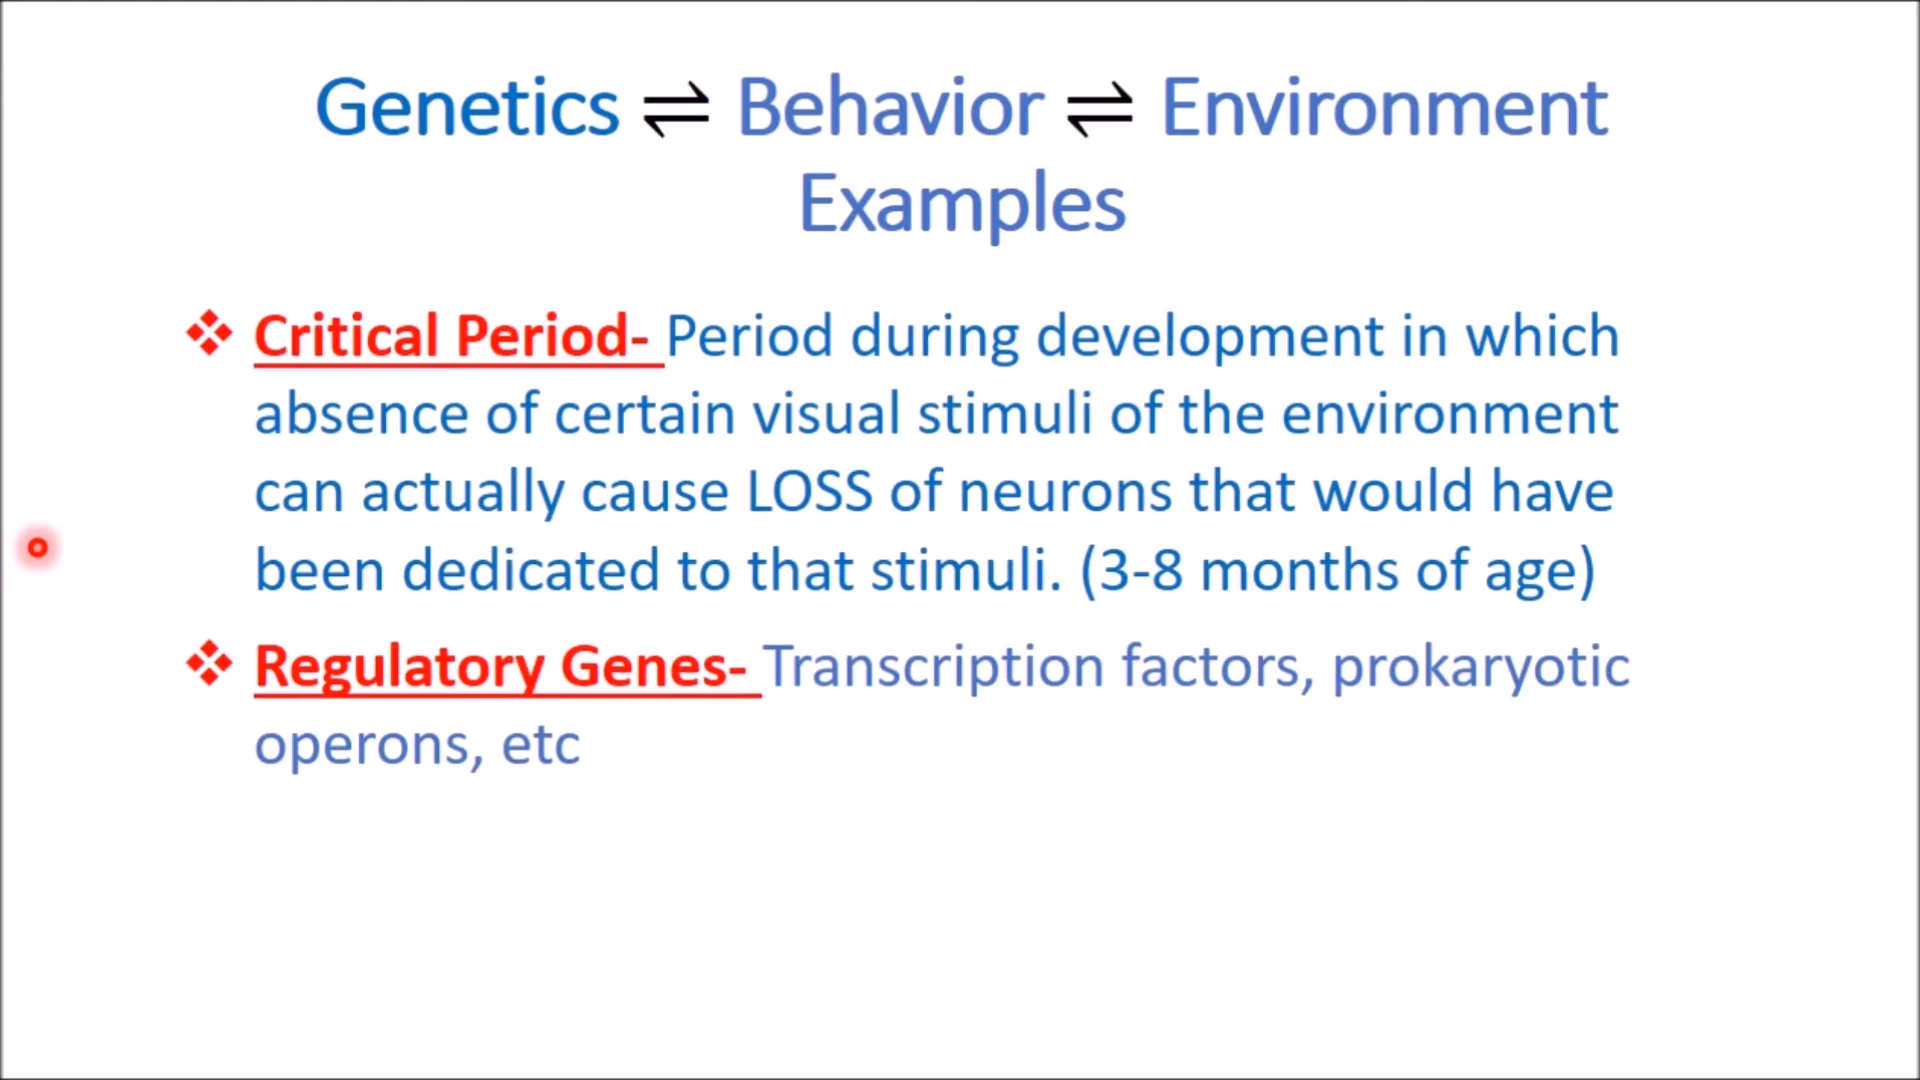 Genetics ⇌ Behavior ⇌ Environment
Examples
❖ Critical Period- Period during development in which
absence of certain visual stimuli of the environment
can actually cause LOSS of neurons that would have
been dedicated to that stimuli. (3-8 months of age)
❖ Regulatory Genes- Transcription factors, prokaryotic
operons, etc